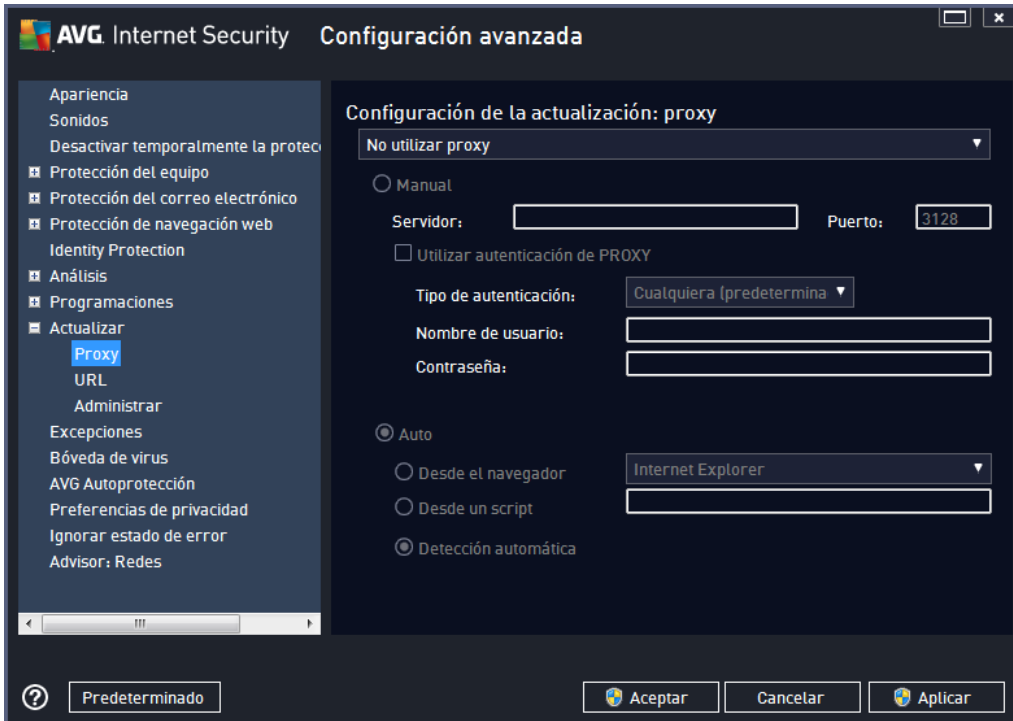 AVG. Internet Security Configuración avanzada
Apariencia
Sonidos
Desactivar temporalmente la protec
Protección del equipo
Protección del correo electrónico
Protección de navegación web
Identity Protection
Análisis
Programaciones
Actualizar
Proxy
URL
Administrar
Excepciones
Bóveda de virus
AVG Autoprotección
Preferencias de privacidad
Ignorar estado de error
Advisor: Redes
Configuración de la actualización: proxy
No utilizar proxy
Manual
Servidor: Puerto: 3128
Utilizar autenticación de PROXY
Tipo de autenticación: Cualquiera (predetermina
Nombre de usuario:
Contraseña:
Auto
Desde el navegador Internet Explorer
Desde un script
Detección automática
Predeterminado Aceptar Cancelar Aplicar